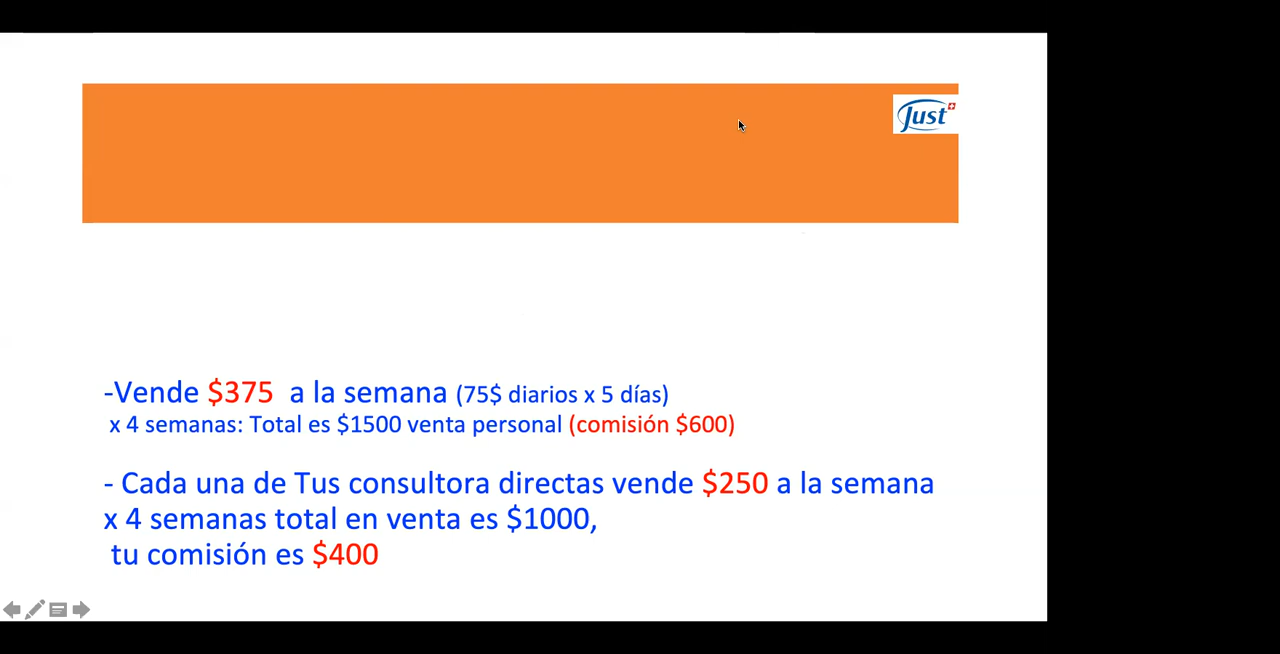 Just
-Vende $375 a la semana (75$ diarios x 5 días)
x 4 semanas: Total es $1500 venta personal (comisión $600)
- Cada una de Tus consultora directas vende $250 a la semana
x 4 semanas total en venta es $1000,
tu comisión es $400